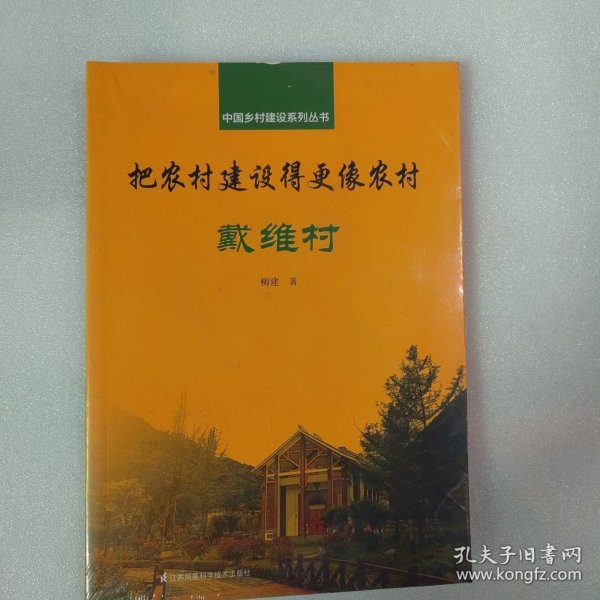 中国乡村建设系列丛书
把农村建设得更像农村
戴维村
柳建 著
江苏凤凰科学技术出版社
孔夫子旧书网
www.kongfz.com